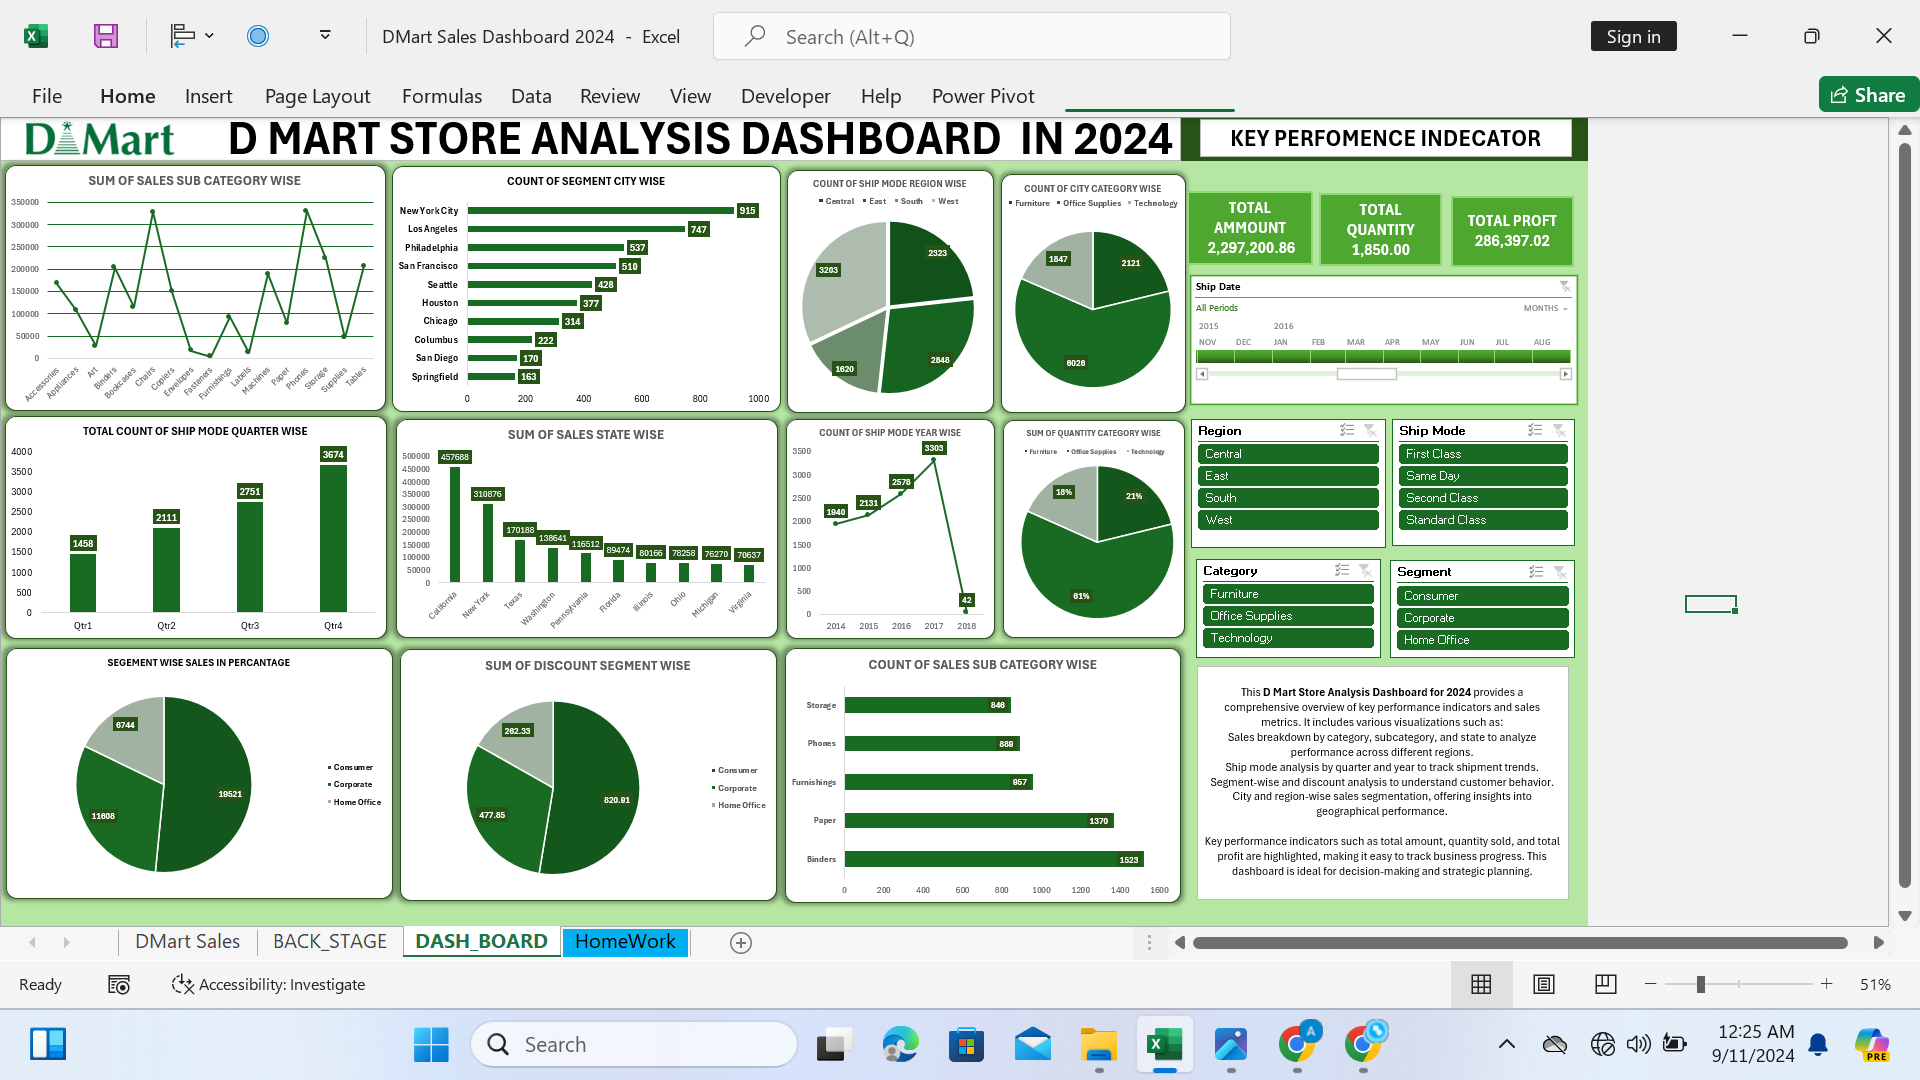 DMart Sales Dashboard 2024 - Excel
Search (Alt+Q)
Sign in
File Home Insert Page Layout Formulas Data Review View Developer Help Power Pivot
Share
D Mart
D MART STORE ANALYSIS DASHBOARD IN 2024
KEY PERFOMENCE INDECATOR
SUM OF SALES SUB CATEGORY WISE
350000
300000
250000
200000
150000
100000
50000
0
Accessories Appliances Art Binders Bookcases Chairs Copiers Envelopes Fasteners Furnishings Labels Machines Paper Phones Storage Supplies Tables
COUNT OF SEGMENT CITY WISE
New York City 915
Los Angeles 747
Philadelphia 537
San Francisco 510
Seattle 428
Houston 377
Chicago 314
Columbus 222
San Diego 170
Springfield 163
0 200 400 600 800 1000
COUNT OF SHIP MODE REGION WISE
Central East South West
2323
3203
2848
1620
COUNT OF CITY CATEGORY WISE
Furniture Office Supplies Technology
1847
2121
6026
TOTAL
AMMOUNT
2,297,200.86
TOTAL
QUANTITY
1,850.00
TOTAL PROFT
286,397.02
Ship Date
All Periods MONTHS
2015 2016
NOV DEC JAN FEB MAR APR MAY JUN JUL AUG
TOTAL COUNT OF SHIP MODE QUARTER WISE
4000
3500
3000
2500
2000
1500
1000
500
0
1458
2111
2751
3674
Qtr1 Qtr2 Qtr3 Qtr4
SUM OF SALES STATE WISE
500000
450000
400000
350000
300000
250000
200000
150000
100000
50000
0
457688
310876
170188
138641
116512
89474
80166
78258
76270
70637
California New York Texas Washington Pennsylvania Florida Illinois Ohio Michigan Virginia
COUNT OF SHIP MODE YEAR WISE
3500
3000
2500
2000
1500
1000
500
0
1940
2131
2578
3303
42
2014 2015 2016 2017 2018
SUM OF QUANTITY CATEGORY WISE
Furniture Office Supplies Technology
18%
21%
61%
Region
Central
East
South
West
Ship Mode
First Class
Same Day
Second Class
Standard Class
Category
Furniture
Office Supplies
Technology
Segment
Consumer
Corporate
Home Office
SEGEMENT WISE SALES IN PERCANTAGE
6744
19521
11608
Consumer
Corporate
Home Office
SUM OF DISCOUNT SEGMENT WISE
262.33
820.91
477.85
Consumer
Corporate
Home Office
COUNT OF SALES SUB CATEGORY WISE
Storage 846
Phones 889
Furnishings 957
Paper 1370
Binders 1523
0 200 400 600 800 1000 1200 1400 1600
This D Mart Store Analysis Dashboard for 2024 provides a
comprehensive overview of key performance indicators and sales
metrics. It includes various visualizations such as:
Sales breakdown by category, subcategory, and state to analyze
performance across different regions.
Ship mode analysis by quarter and year to track shipment trends.
Segment-wise and discount analysis to understand customer behavior.
City and region-wise sales segmentation, offering insights into
geographical performance.
Key performance indicators such as total amount, quantity sold, and total
profit are highlighted, making it easy to track business progress. This
dashboard is ideal for decision-making and strategic planning.
DMart Sales BACK_STAGE DASH_BOARD HomeWork
Ready
Accessibility: Investigate
51%
Search
A
PRE
12:25 AM
9/11/2024